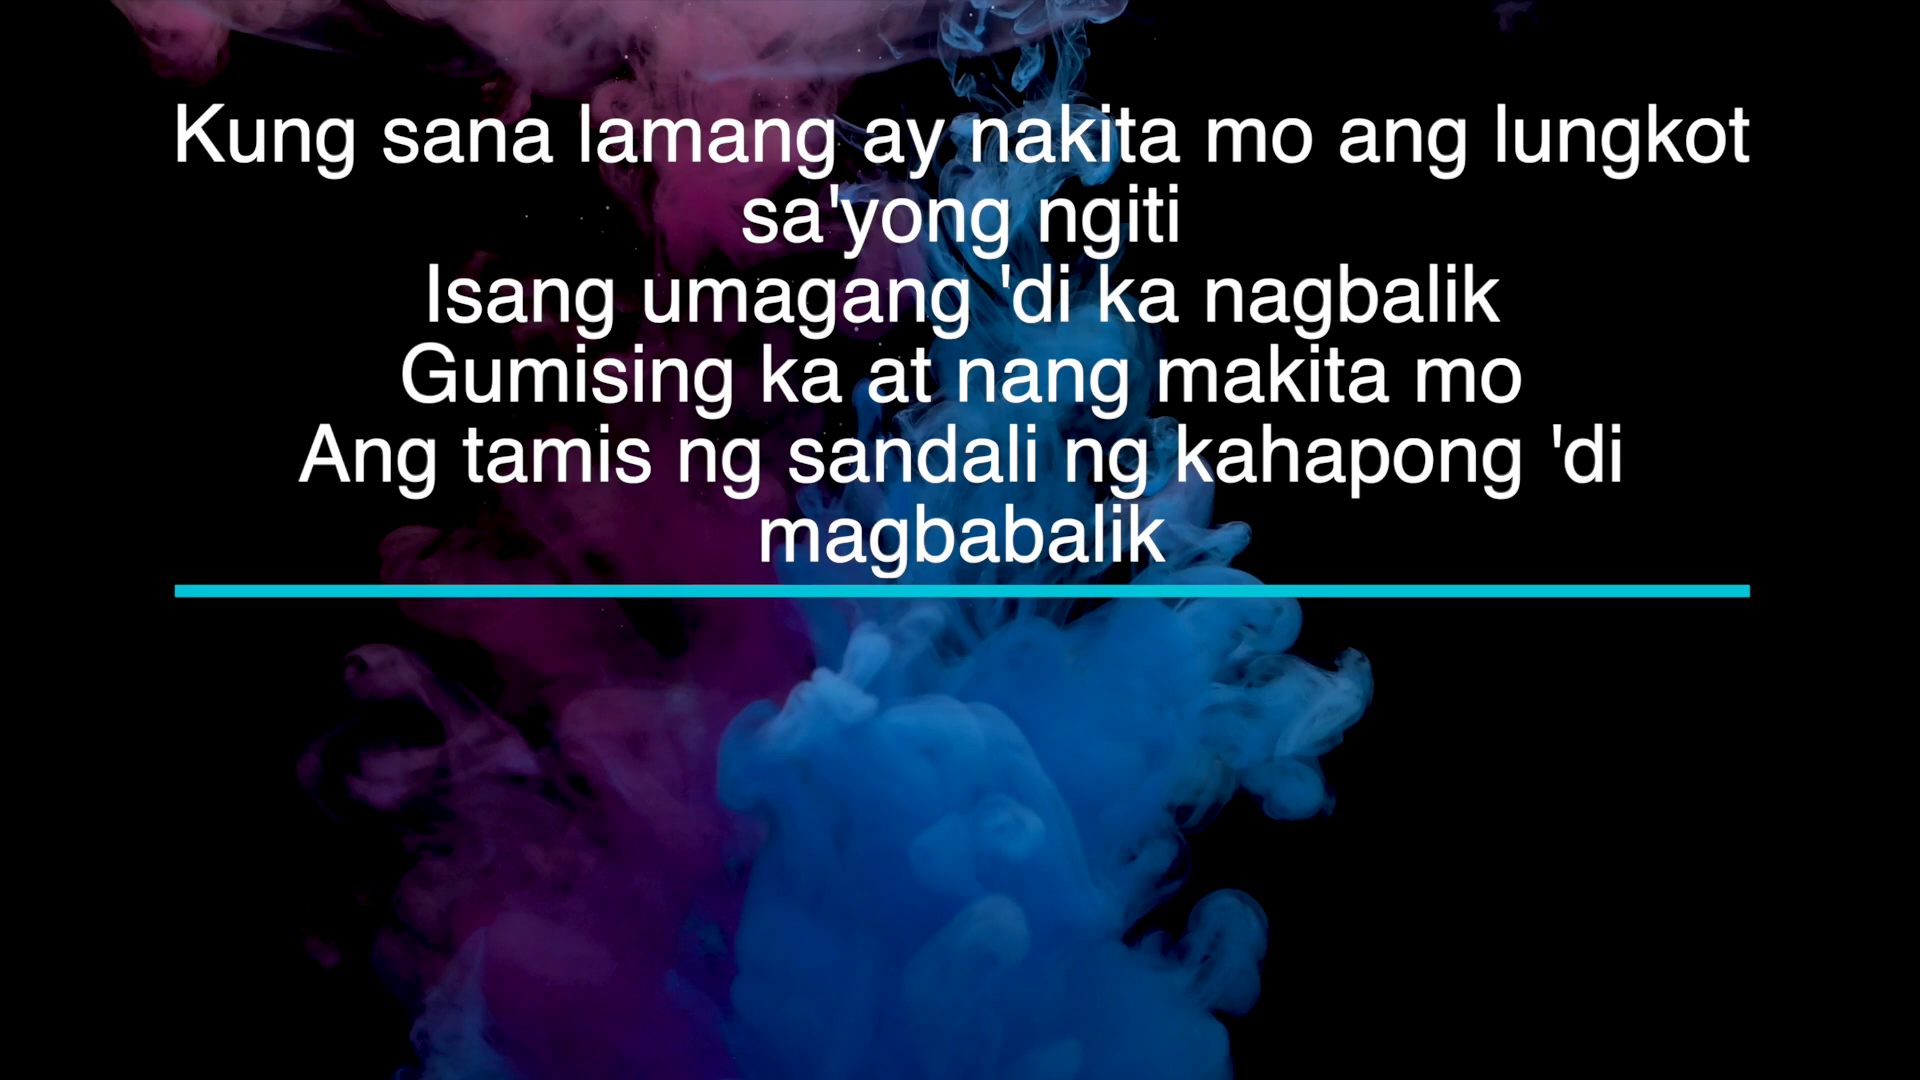 Kung sana lamang ay nakita mo ang lungkot
sa'yong ngiti
Isang umagang 'di ka nagbalik
Gumising ka at nang makita mo
Ang tamis ng sandali ng kahapong 'di
magbabalik